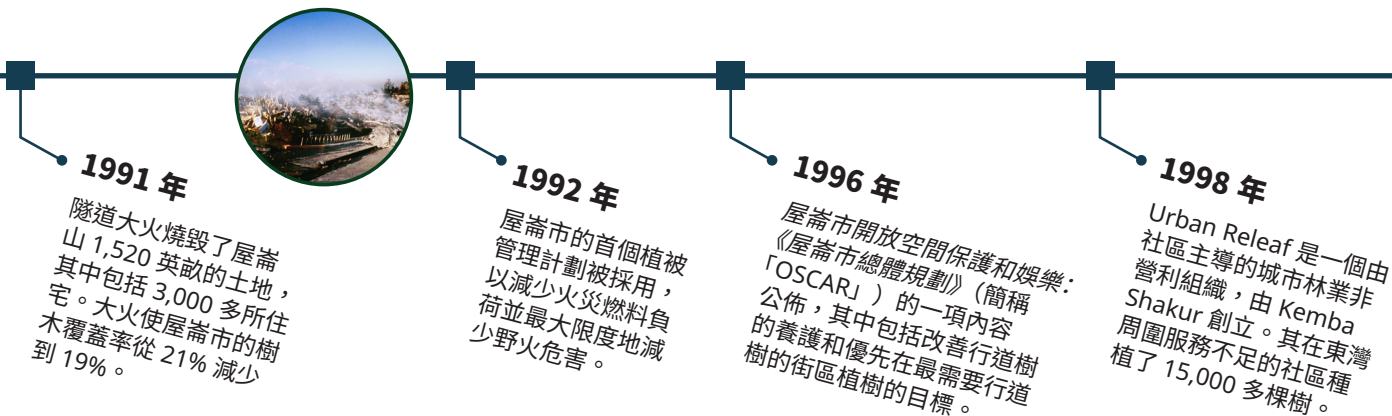 1991 年
隧道大火燒毀了屋崙
山 1,520 英畝的土地，
其中包括 3,000 多所住
宅。大火使屋崙市的樹
木覆蓋率從 21% 減少
到 19%。
1992 年
屋崙市的首個植被
管理計劃被採用，
以減少火災燃料負
荷並最大限度地減
少野火危害。
1996 年
屋崙市開放空間保護和娛樂：
《屋崙市總體規劃》（簡稱
「OSCAR」）的一項內容
公佈，其中包括改善行道樹
的養護和優先在最需要行道
樹的街區植樹的目標。
1998 年
Urban Releaf 是一個由
社區主導的城市林業非
營利組織，由 Kemba
Shakur 創立。其在東灣
周圍服務不足的社區種
植了 15,000 多棵樹。